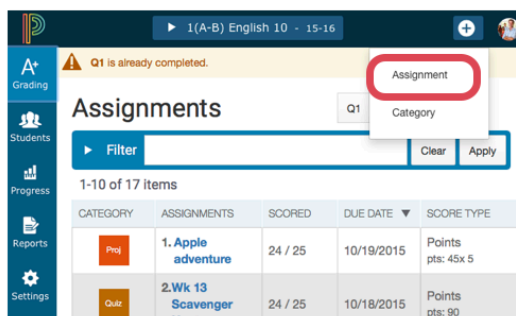 1(A-B) English 10 - 15-16
A+
Grading
Q1 is already completed.
Assignment
Category
Assignments
Q1
Students
Filter
Clear
Apply
Progress
1-10 of 17 items
CATEGORY ASSIGNMENTS SCORED DUE DATE SCORE TYPE
Reports
Proj
1. Apple
adventure
24 / 25
10/19/2015
Points
pts: 45x 5
Settings
Quiz
2.Wk 13
Scavenger
24 / 25
10/18/2015
Points
pts: 90